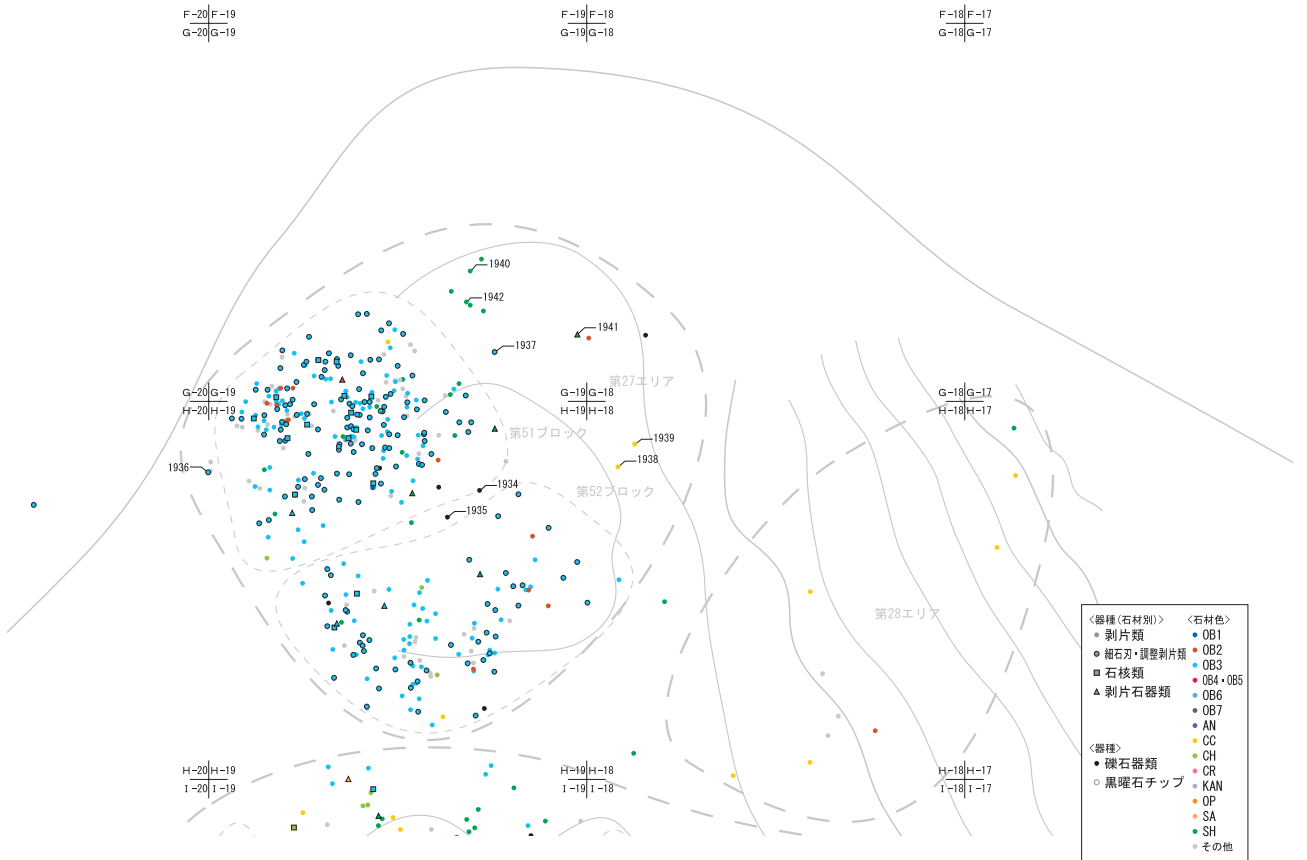 F-20 F-19
G-20 G-19
F-19 F-18
G-19 G-18
F-18 F-17
G-18 G-17
1940
1942
1941
1937
第27エリア
G-20 G-19
H-20 H-19
G-19 G-18
H-19 H-18
G-18 G-17
H-18 H-17
第51ブロック
1939
1938
1936
1934
第52ブロック
1935
第28エリア
H-20 H-19
I-20 I-19
H-19 H-18
I-19 I-18
H-18 H-17
I-18 I-17
<器種(石材別)>
剥片類
細石刃・調整剥片類
石核類
剥片石器類
<器種>
礫石器類
黒曜石チップ
<石材色>
OB1
OB2
OB3
OB4・OB5
OB6
OB7
AN
CC
CH
CR
KAN
OP
SA
SH
その他